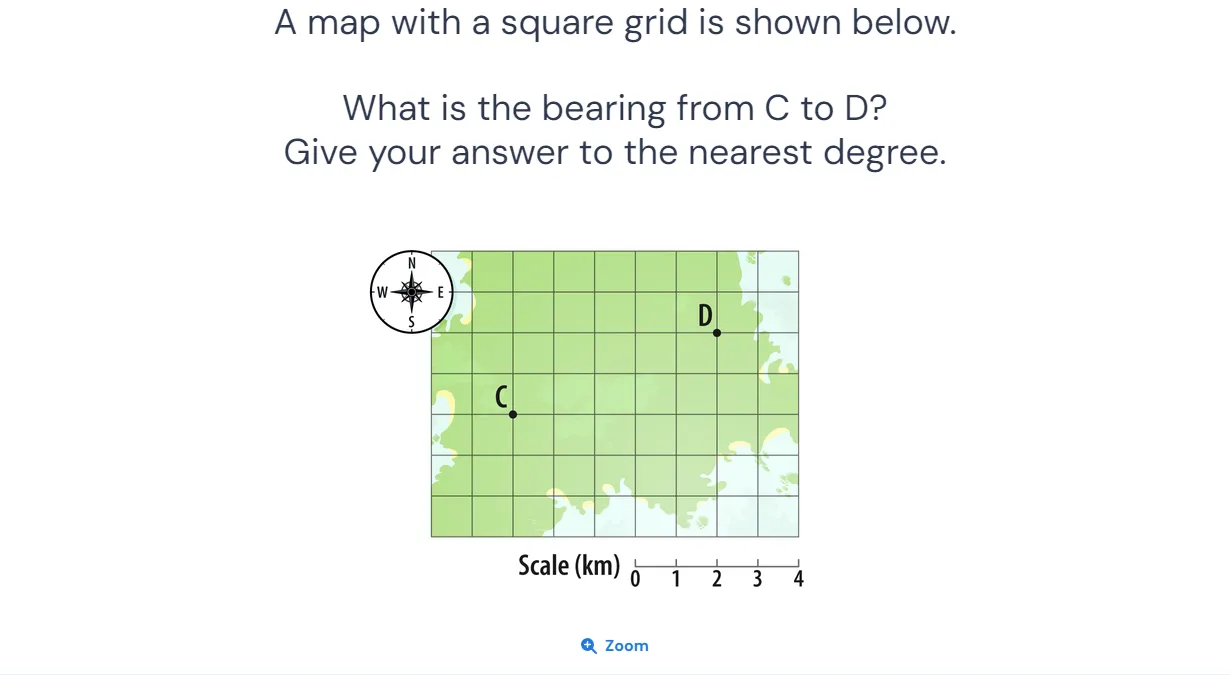 A map with a square grid is shown below.
What is the bearing from C to D?
Give your answer to the nearest degree.
N
W E
S
D
C
Scale (km) 0 1 2 3 4
Zoom